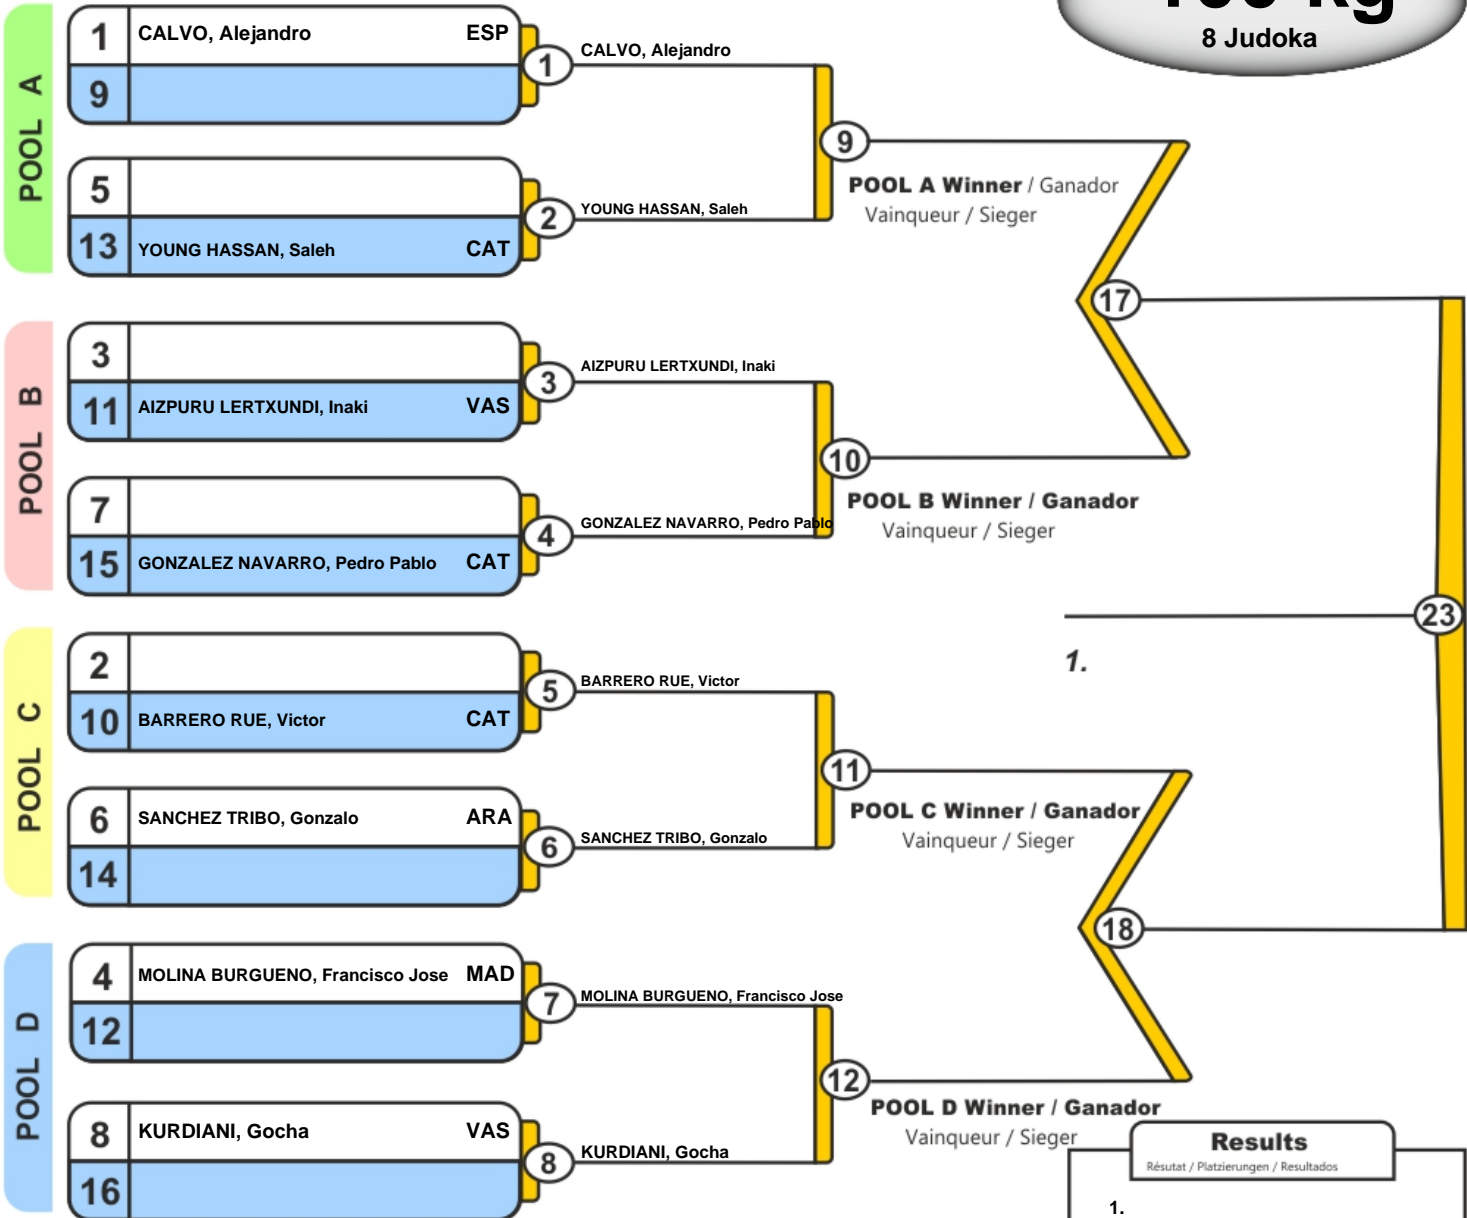 8 Judoka
POOL A
1 CALVO, Alejandro ESP
9
5
13 YOUNG HASSAN, Saleh CAT
1 CALVO, Alejandro
2 YOUNG HASSAN, Saleh
9
POOL A Winner / Ganador
Vainqueur / Sieger
POOL B
3
11 AIZPURU LERTXUNDI, Inaki VAS
7
15 GONZALEZ NAVARRO, Pedro Pablo CAT
3 AIZPURU LERTXUNDI, Inaki
4 GONZALEZ NAVARRO, Pedro Pablo
10
POOL B Winner / Ganador
Vainqueur / Sieger
17
POOL C
2
10 BARRERO RUE, Victor CAT
6 SANCHEZ TRIBO, Gonzalo ARA
14
5 BARRERO RUE, Victor
6 SANCHEZ TRIBO, Gonzalo
11
POOL C Winner / Ganador
Vainqueur / Sieger
POOL D
4 MOLINA BURGUENO, Francisco Jose MAD
12
8 KURDIANI, Gocha VAS
16
7 MOLINA BURGUENO, Francisco Jose
8 KURDIANI, Gocha
12
POOL D Winner / Ganador
Vainqueur / Sieger
18
23
1.
Results
Résutat / Platzierungen / Resultados
1.